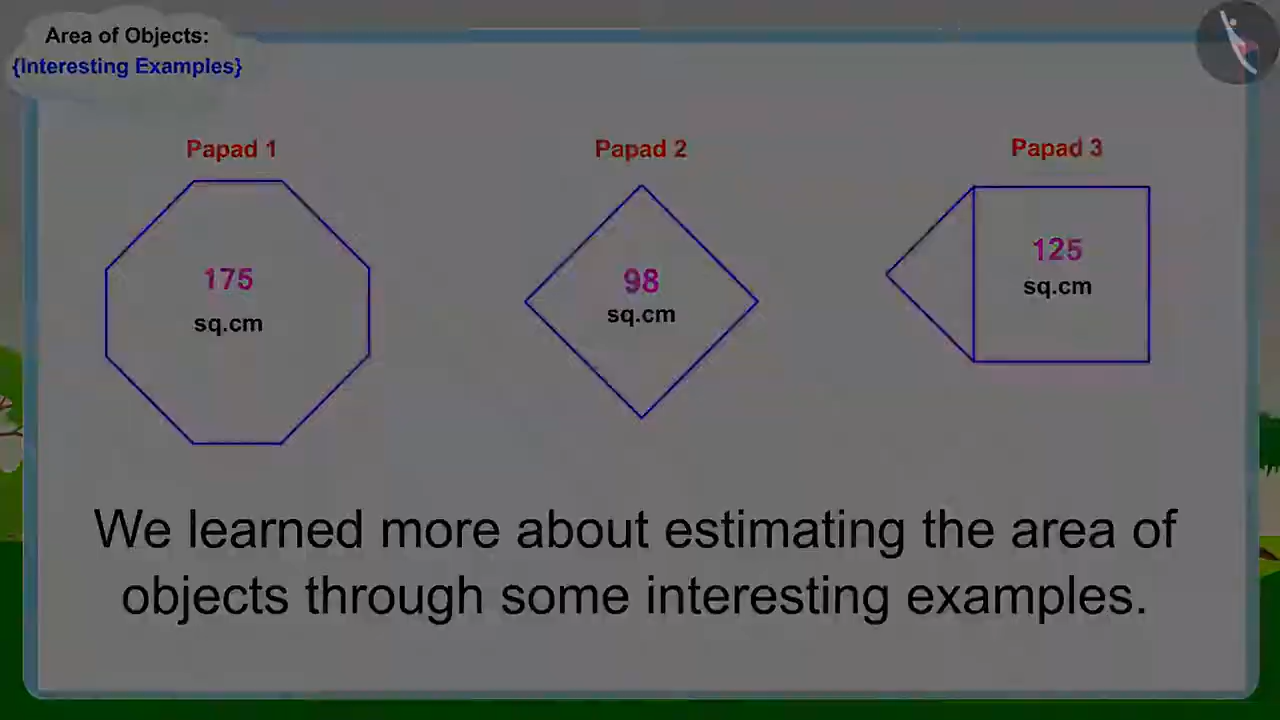 Area of Objects:
{Interesting Examples}
Papad 1
Papad 2
Papad 3
175
sq.cm
98
sq.cm
125
sq.cm
We learned more about estimating the area of
objects through some interesting examples.